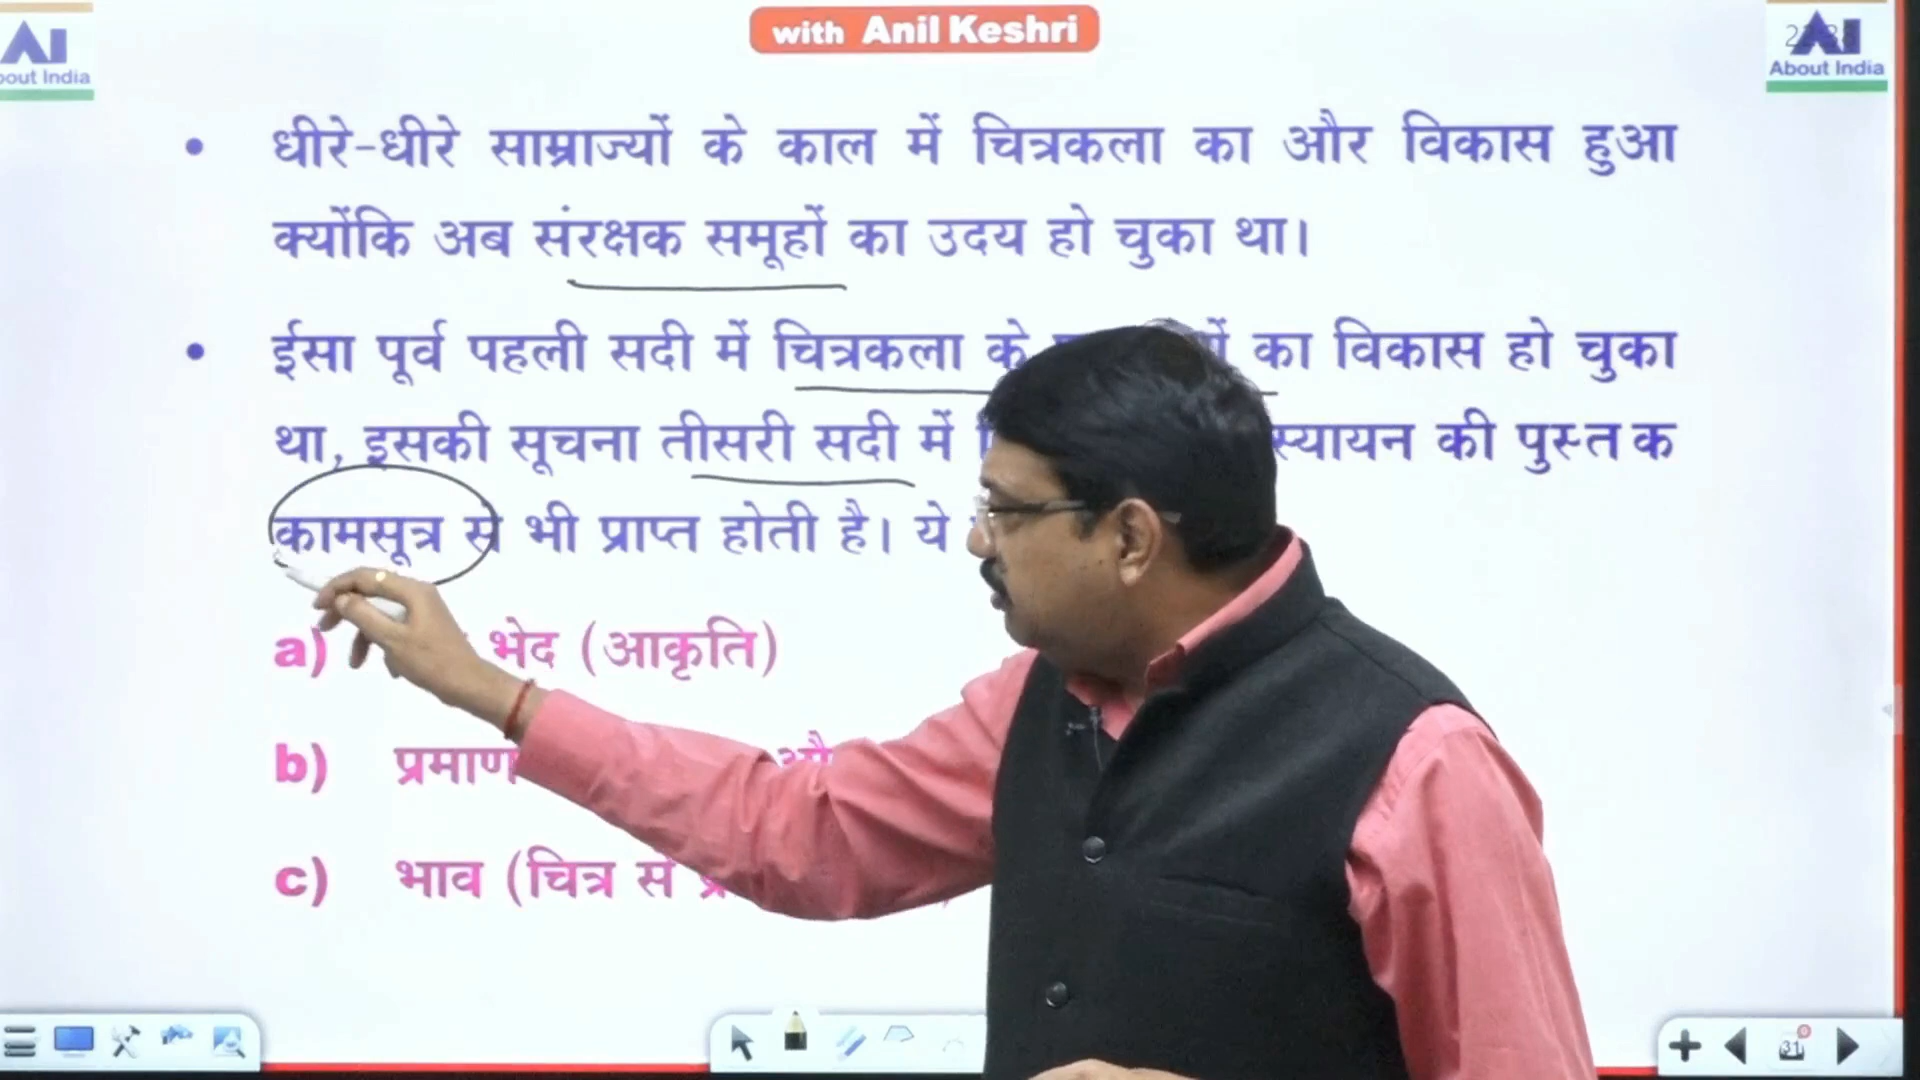 with Anil Keshri
About India
About India
धीरे-धीरे साम्राज्यों के काल में चित्रकला का और विकास हुआ
क्योंकि अब संरक्षक समूहों का उदय हो चुका था।
ईसा पूर्व पहली सदी में चित्रकला के का विकास हो चुका
था, इसकी सूचना तीसरी सदी में की पुस्तक
कामसूत्र से भी प्राप्त होती है। ये
a) भेद (आकृति)
b) प्रमाण
c) भाव (चित्र से
31